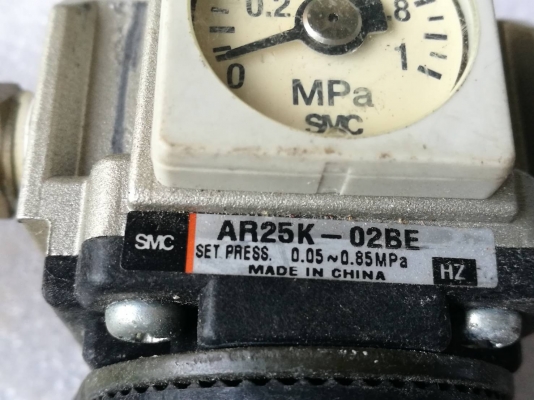 0.2 .8
0 1
MPa
SMC
SMC AR25K-02BE
SET PRESS. 0.05~0.85MPa
MADE IN CHINA HZ